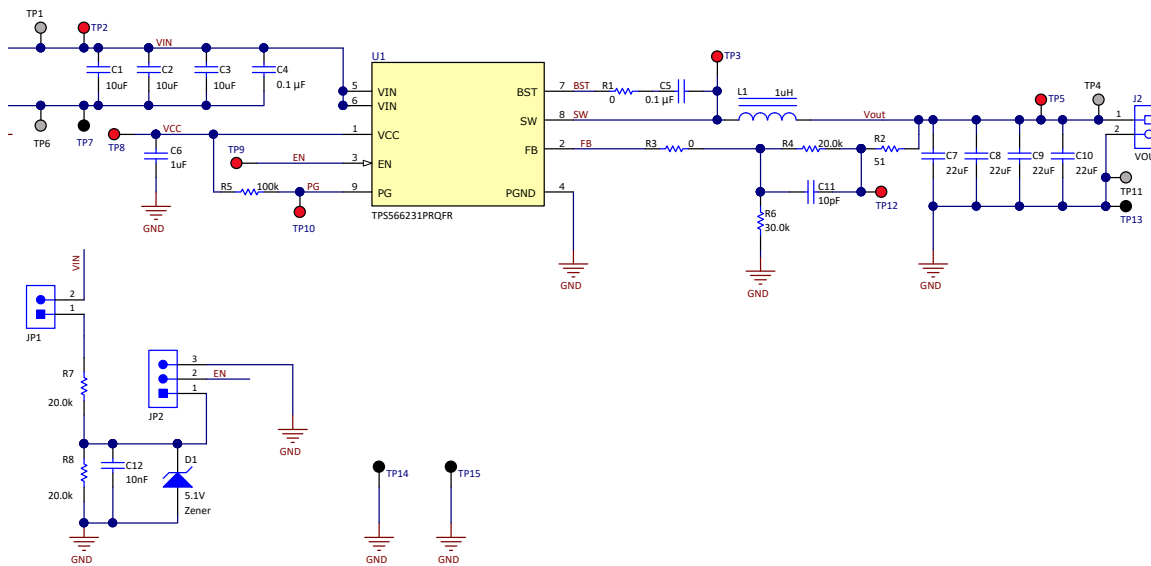 TP1
TP2
VIN
C1
10uF
C2
10uF
C3
10uF
C4
0.1 µF
TP6
TP7
TP8
VCC
C6
1uF
GND
TP9
EN
R5
100k
PG
TP10
U1
5
VIN
6
VIN
1
VCC
3
EN
9
PG
BST
7
SW
8
FB
2
PGND
4
TPS566231PRQFR
BST
R1
0
C5
0.1 µF
TP3
SW
L1
1uH
Vout
FB
R3
0
R4
20.0k
R2
51
C11
10pF
TP12
R6
30.0k
GND
GND
C7
22uF
C8
22uF
C9
22uF
C10
22uF
GND
TP5
TP4
J2
1
2
VOU
TP11
TP13
VIN
2
1
JP1
R7
20.0k
3
2
EN
1
JP2
GND
R8
20.0k
C12
10nF
D1
5.1V
Zener
GND
TP14
GND
TP15
GND